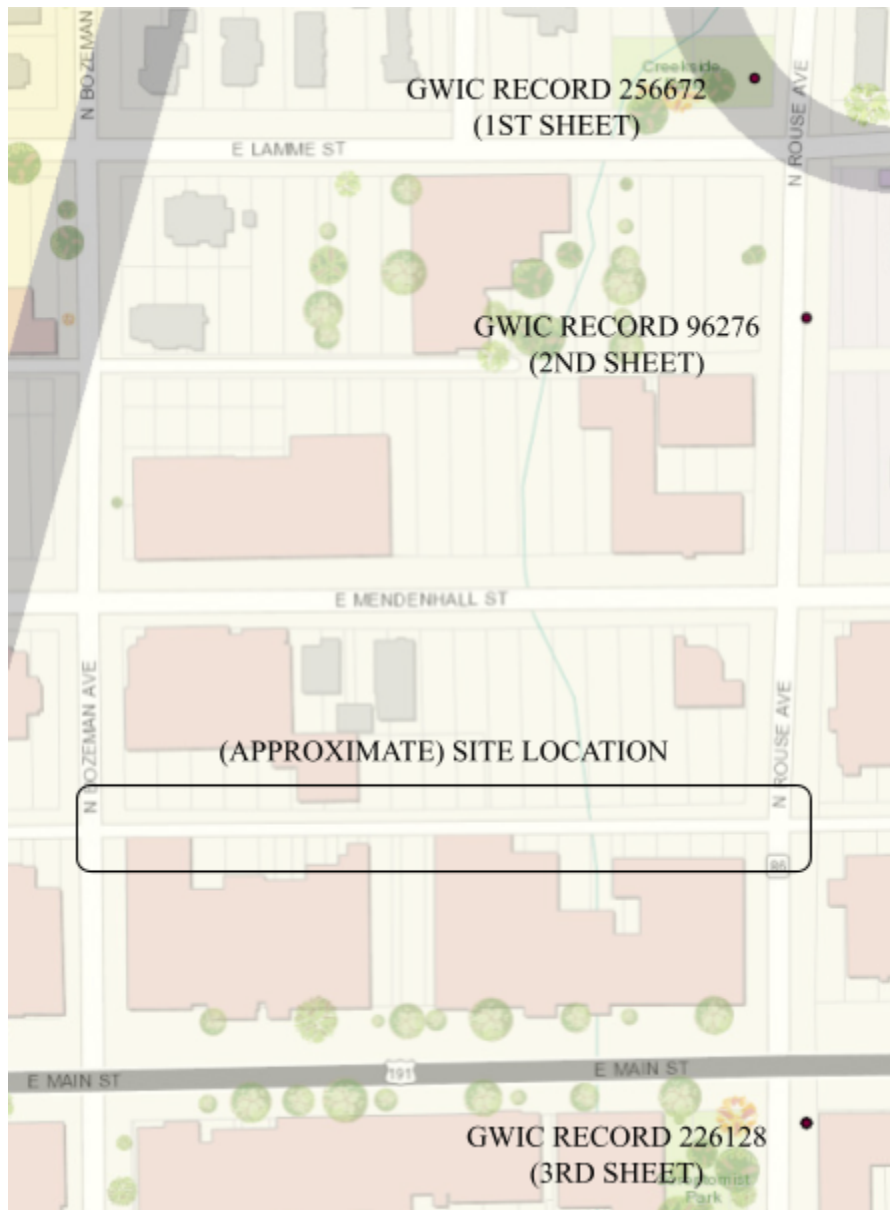 N BOZEMAN
Creekside
GWIC RECORD 256672
(1ST SHEET)
N ROUSE AVE
E LAMME ST
GWIC RECORD 96276
(2ND SHEET)
E MENDENHALL ST
N BOZEMAN AVE
N ROUSE AVE
(APPROXIMATE) SITE LOCATION
86
191
E MAIN ST
E MAIN ST
GWIC RECORD 226128
(3RD SHEET)
Park